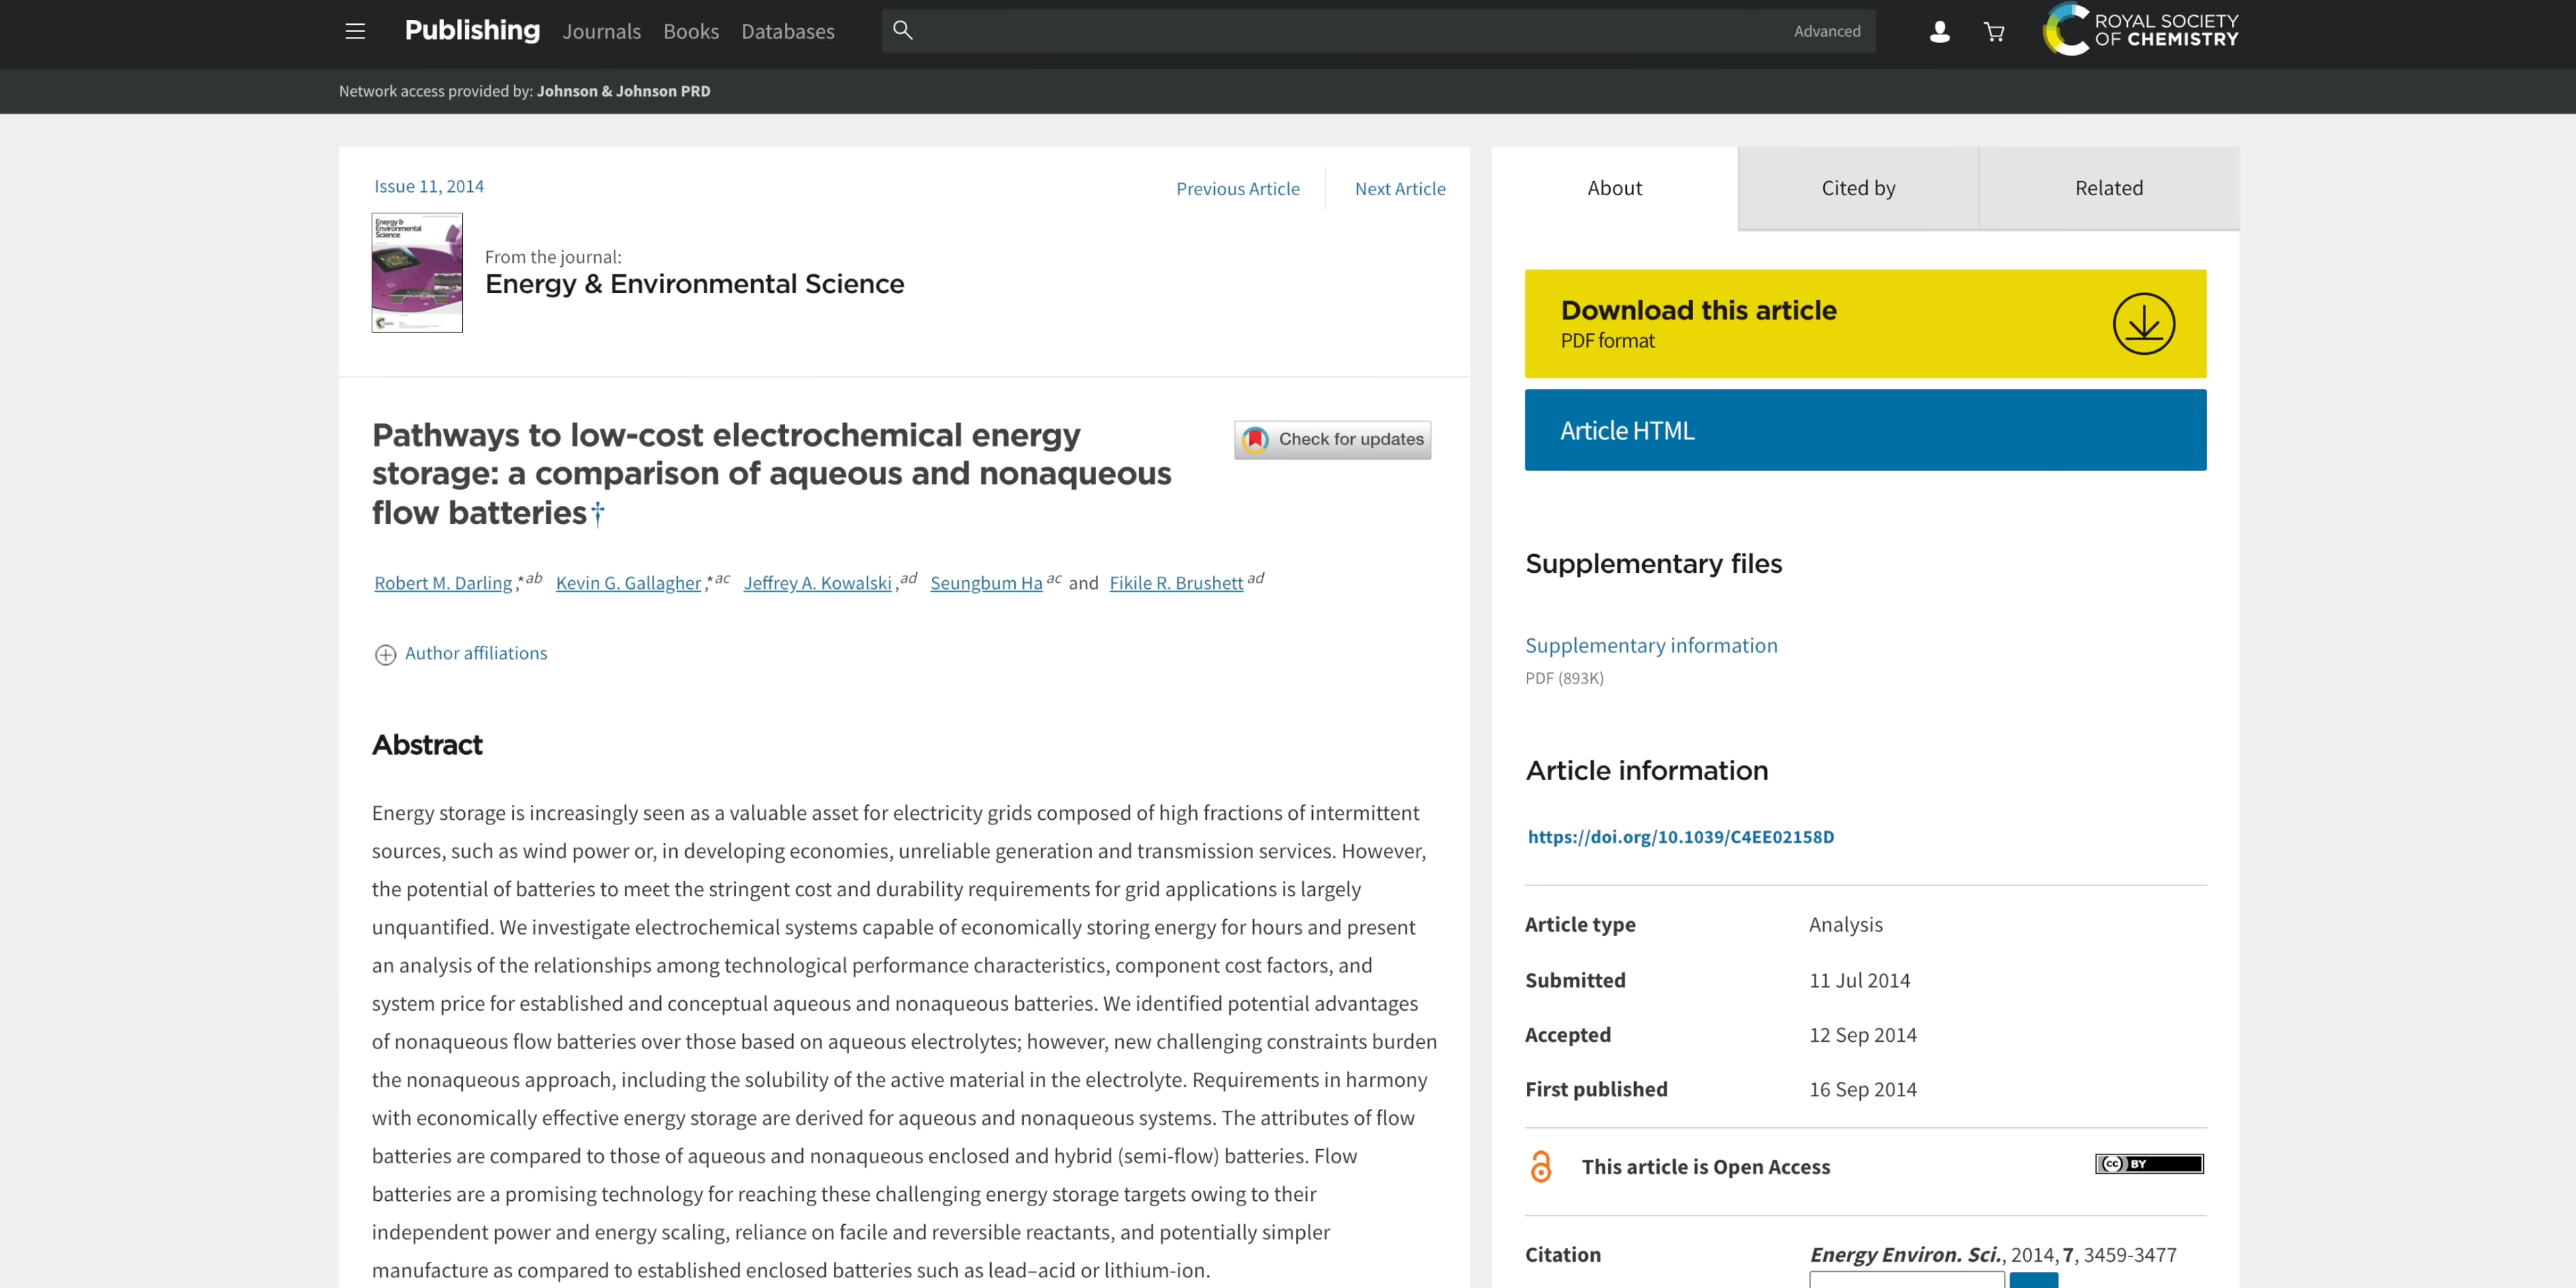 Publishing Journals Books Databases Advanced ROYAL SOCIETY
OF CHEMISTRY
Network access provided by: Johnson & Johnson PRD
Issue 11, 2014
Previous Article Next Article
Energy &
Environmental
Science
From the journal:
Energy & Environmental Science
Pathways to low-cost electrochemical energy
storage: a comparison of aqueous and nonaqueous
flow batteries†
Check for updates
Robert M. Darling,*ab Kevin G. Gallagher,*ac Jeffrey A. Kowalski,ad Seungbum Ha ac and Fikile R. Brushett ad
Author affiliations
Abstract
Energy storage is increasingly seen as a valuable asset for electricity grids composed of high fractions of intermittent
sources, such as wind power or, in developing economies, unreliable generation and transmission services. However,
the potential of batteries to meet the stringent cost and durability requirements for grid applications is largely
unquantified. We investigate electrochemical systems capable of economically storing energy for hours and present
an analysis of the relationships among technological performance characteristics, component cost factors, and
system price for established and conceptual aqueous and nonaqueous batteries. We identified potential advantages
of nonaqueous flow batteries over those based on aqueous electrolytes; however, new challenging constraints burden
the nonaqueous approach, including the solubility of the active material in the electrolyte. Requirements in harmony
with economically effective energy storage are derived for aqueous and nonaqueous systems. The attributes of flow
batteries are compared to those of aqueous and nonaqueous enclosed and hybrid (semi-flow) batteries. Flow
batteries are a promising technology for reaching these challenging energy storage targets owing to their
independent power and energy scaling, reliance on facile and reversible reactants, and potentially simpler
manufacture as compared to established enclosed batteries such as lead–acid or lithium-ion.
About Cited by Related
Download this article
PDF format
Article HTML
Supplementary files
Supplementary information
PDF (893K)
Article information
https://doi.org/10.1039/C4EE02158D
Article type Analysis
Submitted 11 Jul 2014
Accepted 12 Sep 2014
First published 16 Sep 2014
This article is Open Access
cc BY
Citation Energy Environ. Sci., 2014, 7, 3459-3477